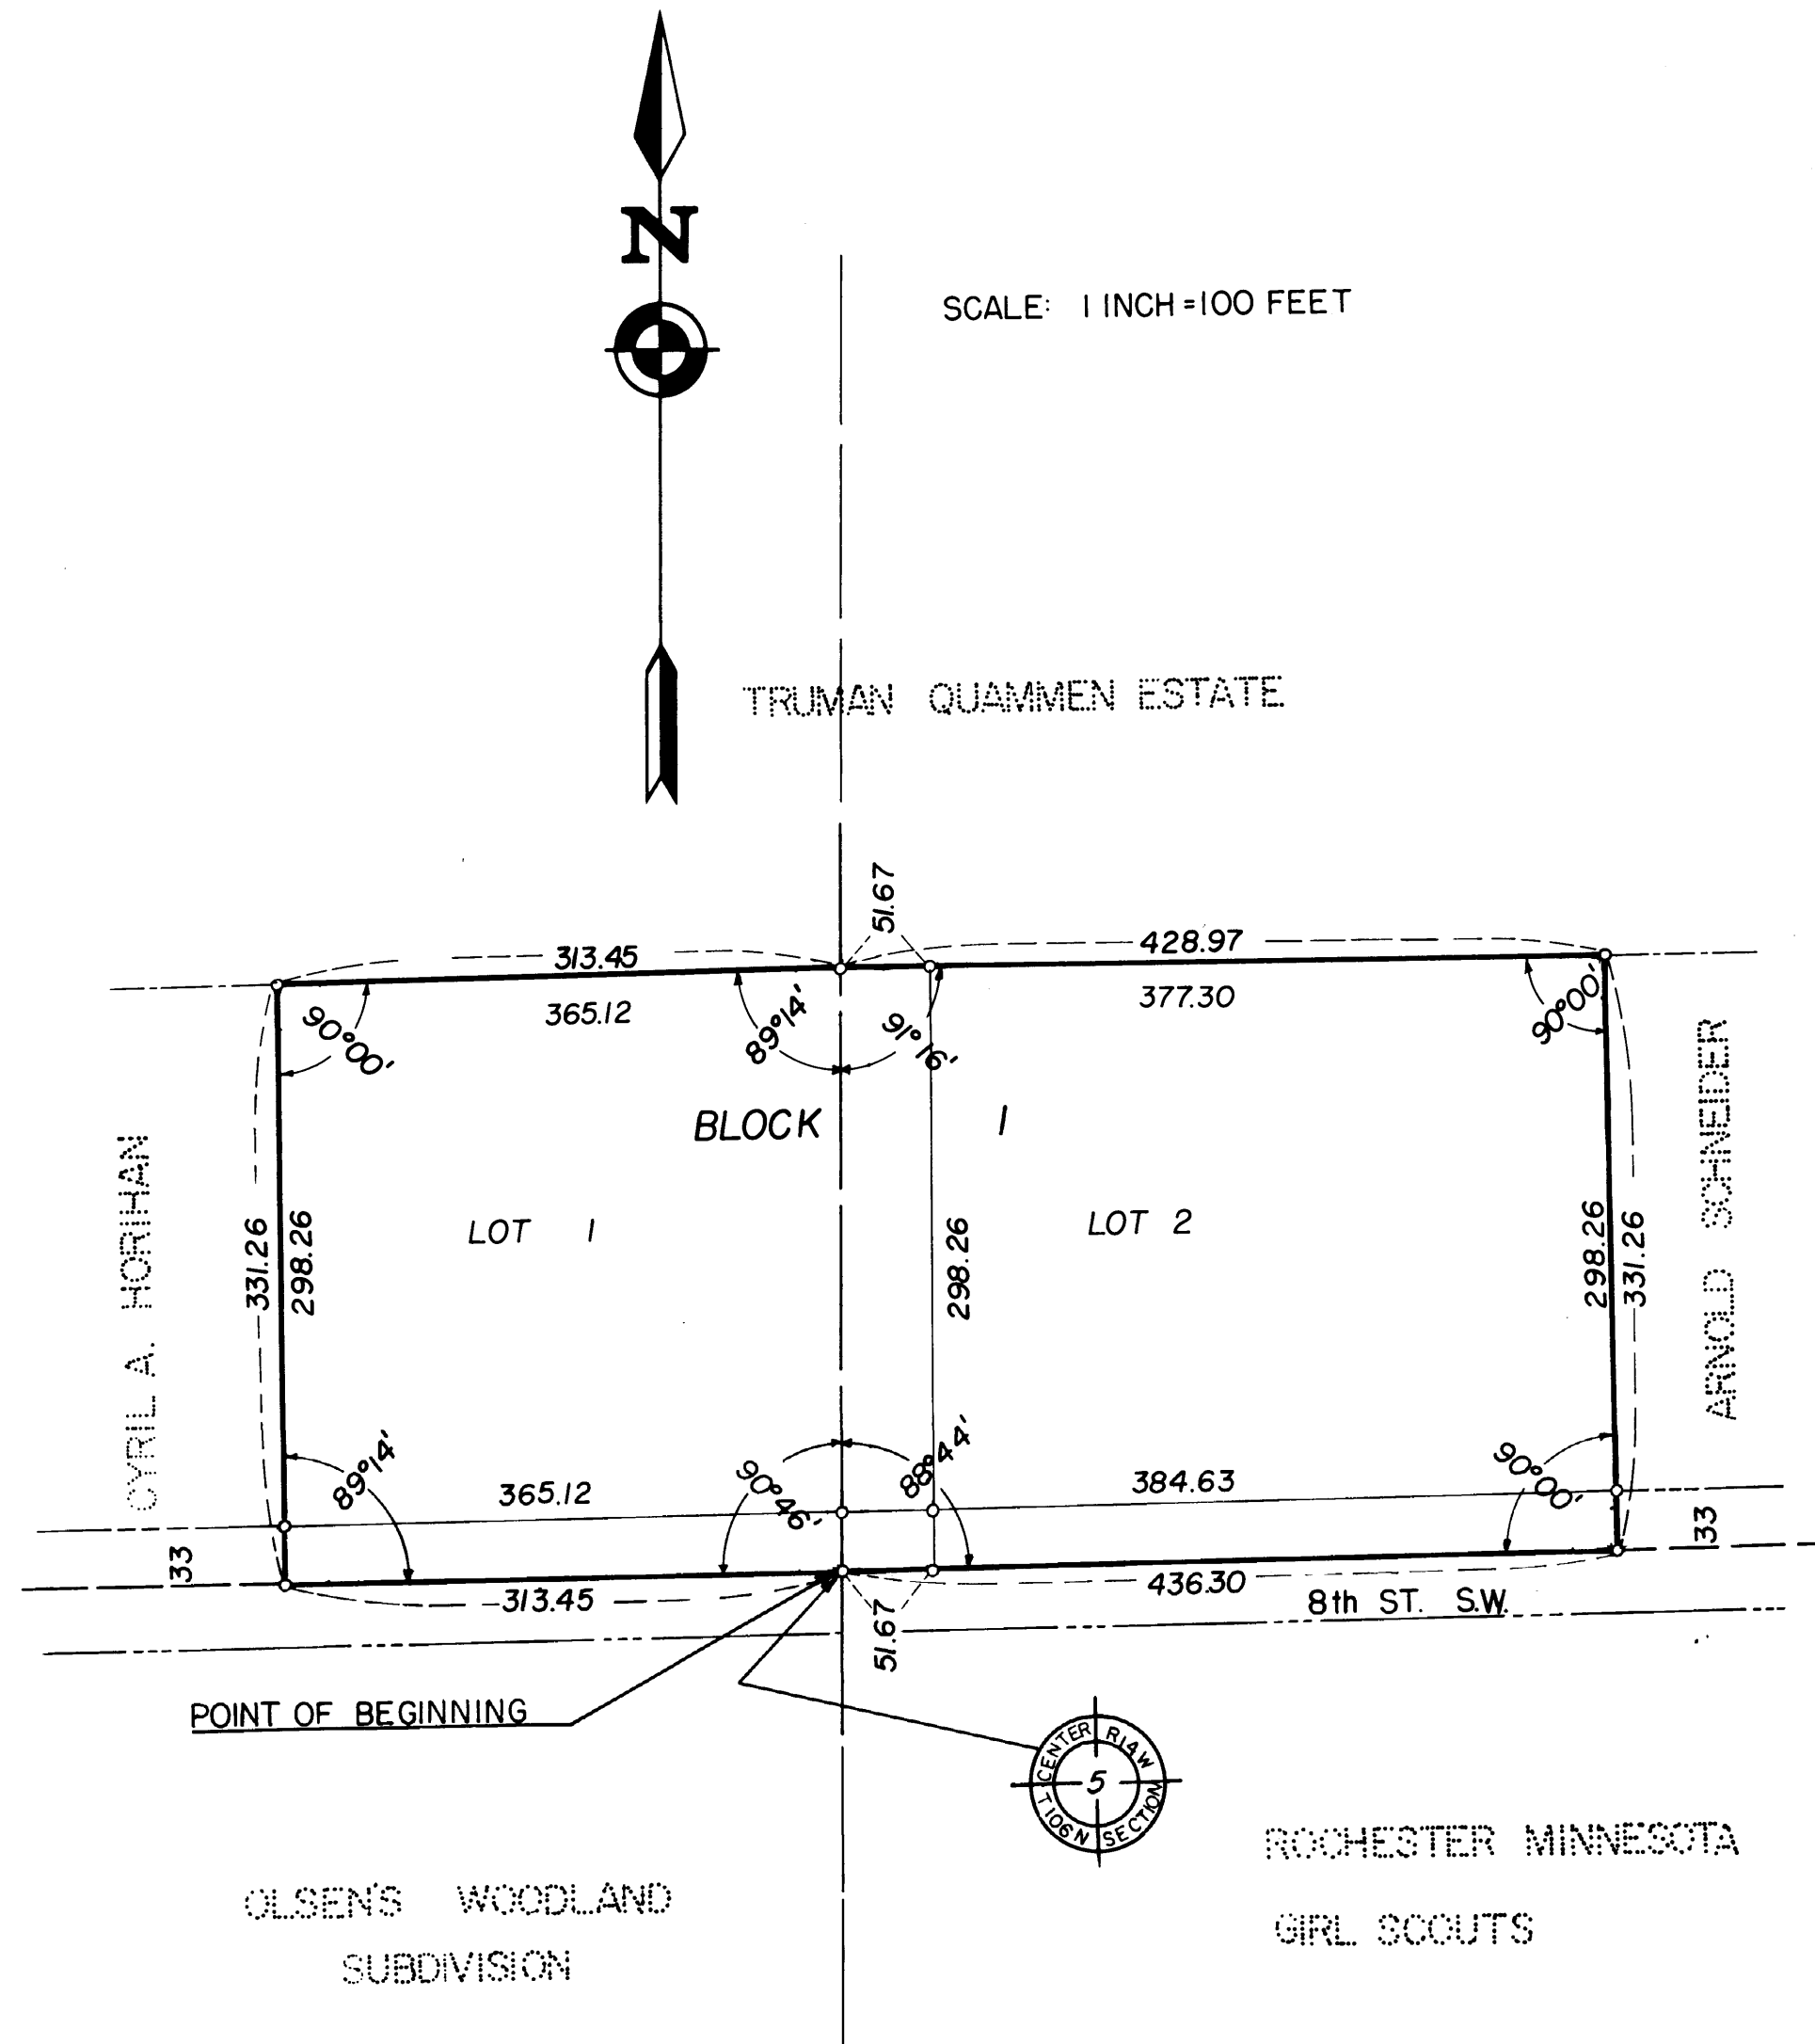 N
SCALE: 1 INCH = 100 FEET
TRUMAN QUAMMEN ESTATE
51.67
313.45
428.97
365.12
377.30
90°00'
89°14'
91°16'
90°00'
BLOCK 1
LOT 1
LOT 2
CYRIL A. HORIHAN
331.26
298.26
298.26
298.26
331.26
ARNOLD SCHNEIDER
89°14'
365.12
90°46'
88°44'
384.63
90°00'
33
33
313.45
51.67
436.30
8th ST. S.W.
POINT OF BEGINNING
CENTER R14W
5
T106N SECTION
OLSEN'S WOODLAND
SUBDIVISION
ROCHESTER MINNESOTA
GIRL SCOUTS